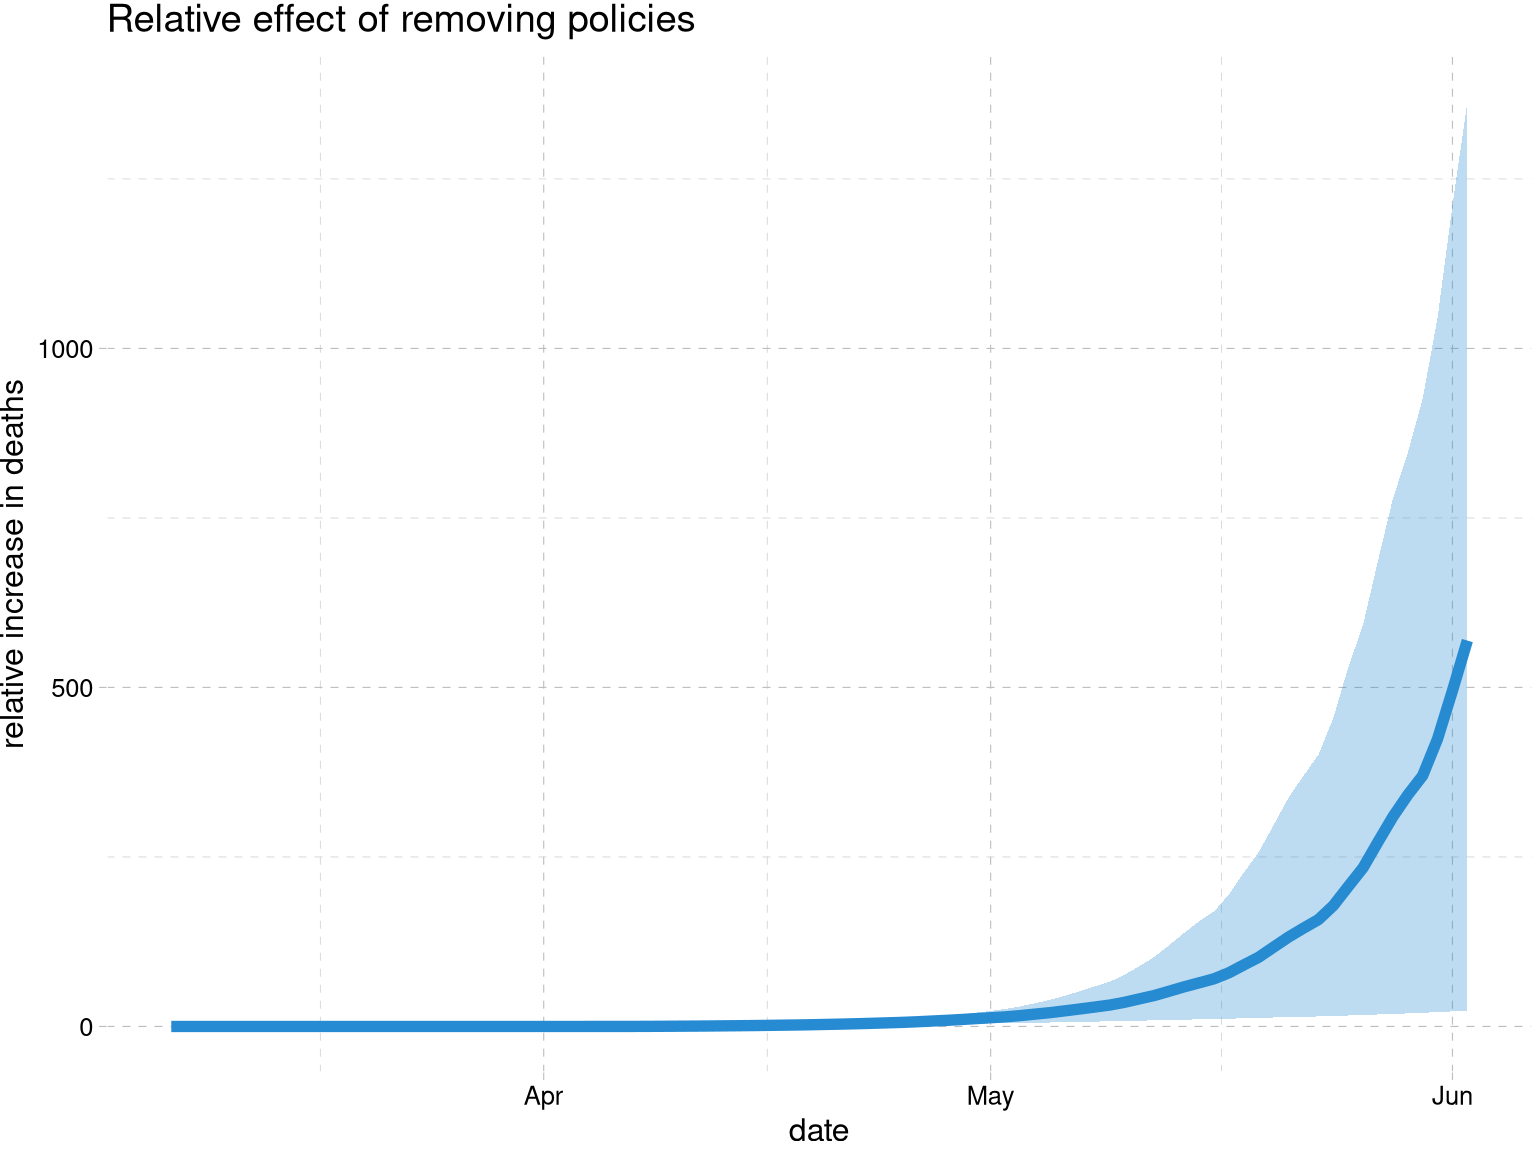 Relative effect of removing policies
relative increase in deaths
1000
500
0
Apr
May
Jun
date